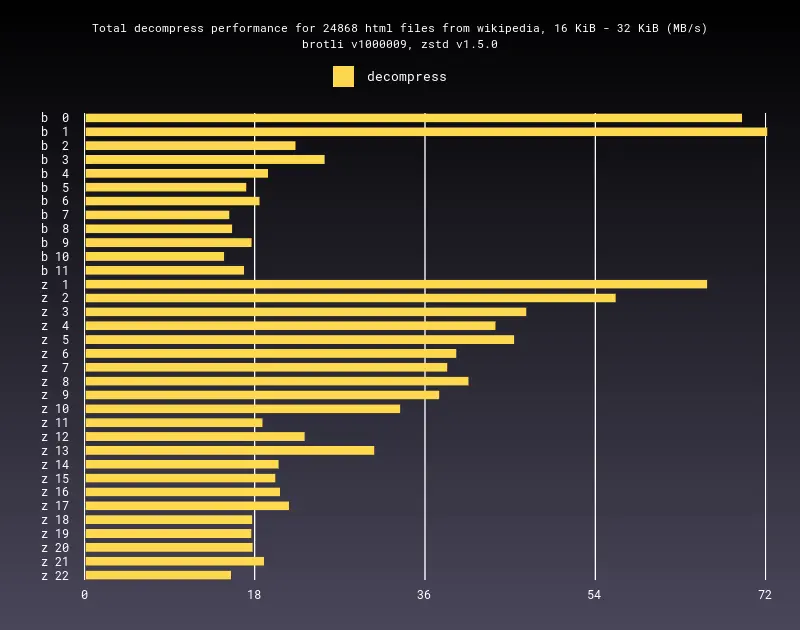 Total decompress performance for 24868 html files from wikipedia, 16 KiB - 32 KiB (MB/s)
brotli v1000009, zstd v1.5.0
decompress
b 0
b 1
b 2
b 3
b 4
b 5
b 6
b 7
b 8
b 9
b 10
b 11
z 1
z 2
z 3
z 4
z 5
z 6
z 7
z 8
z 9
z 10
z 11
z 12
z 13
z 14
z 15
z 16
z 17
z 18
z 19
z 20
z 21
z 22
0 18 36 54 72